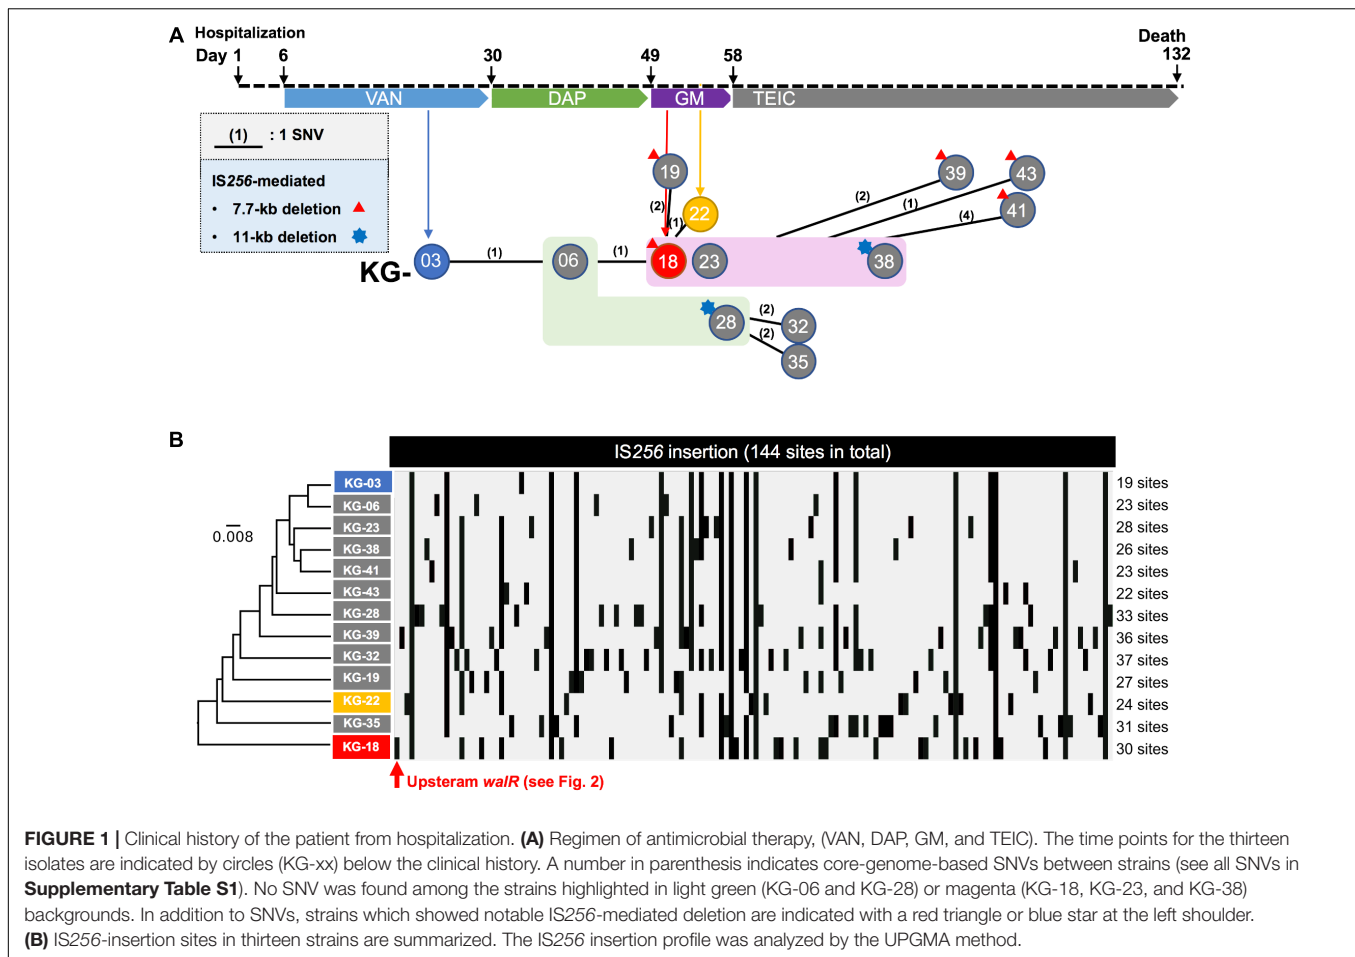 A
Hospitalization
Death
Day 1 6 30 49 58 132
VAN DAP GM TEIC
(1) : 1 SNV
IS256-mediated
• 7.7-kb deletion
• 11-kb deletion
19
39
43
(2)
(2)
(1)
22
(1)
41
(4)
KG-
03
(1)
06
(1)
18
23
38
28
(2)
32
(2)
35
B
IS256 insertion (144 sites in total)
0.008
KG-03 19 sites
KG-06 23 sites
KG-23 28 sites
KG-38 26 sites
KG-41 23 sites
KG-43 22 sites
KG-28 33 sites
KG-39 36 sites
KG-32 37 sites
KG-19 27 sites
KG-22 24 sites
KG-35 31 sites
KG-18 30 sites
Upsteram walR (see Fig. 2)
FIGURE 1 | Clinical history of the patient from hospitalization. (A) Regimen of antimicrobial therapy, (VAN, DAP, GM, and TEIC). The time points for the thirteen
isolates are indicated by circles (KG-xx) below the clinical history. A number in parenthesis indicates core-genome-based SNVs between strains (see all SNVs in
Supplementary Table S1). No SNV was found among the strains highlighted in light green (KG-06 and KG-28) or magenta (KG-18, KG-23, and KG-38)
backgrounds. In addition to SNVs, strains which showed notable IS256-mediated deletion are indicated with a red triangle or blue star at the left shoulder.
(B) IS256-insertion sites in thirteen strains are summarized. The IS256 insertion profile was analyzed by the UPGMA method.